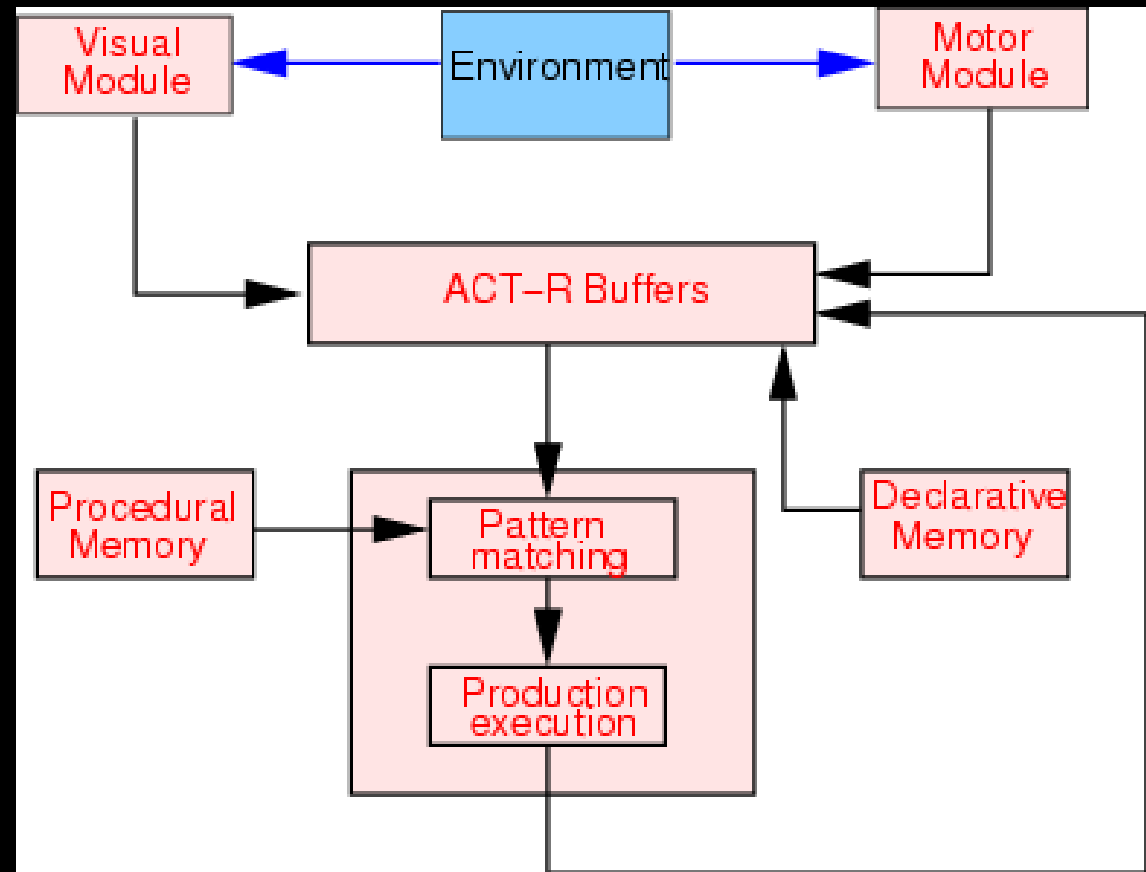 Visual
Module
Environment
Motor
Module
ACT–R Buffers
Procedural
Memory
Pattern
matching
Declarative
Memory
Production
execution